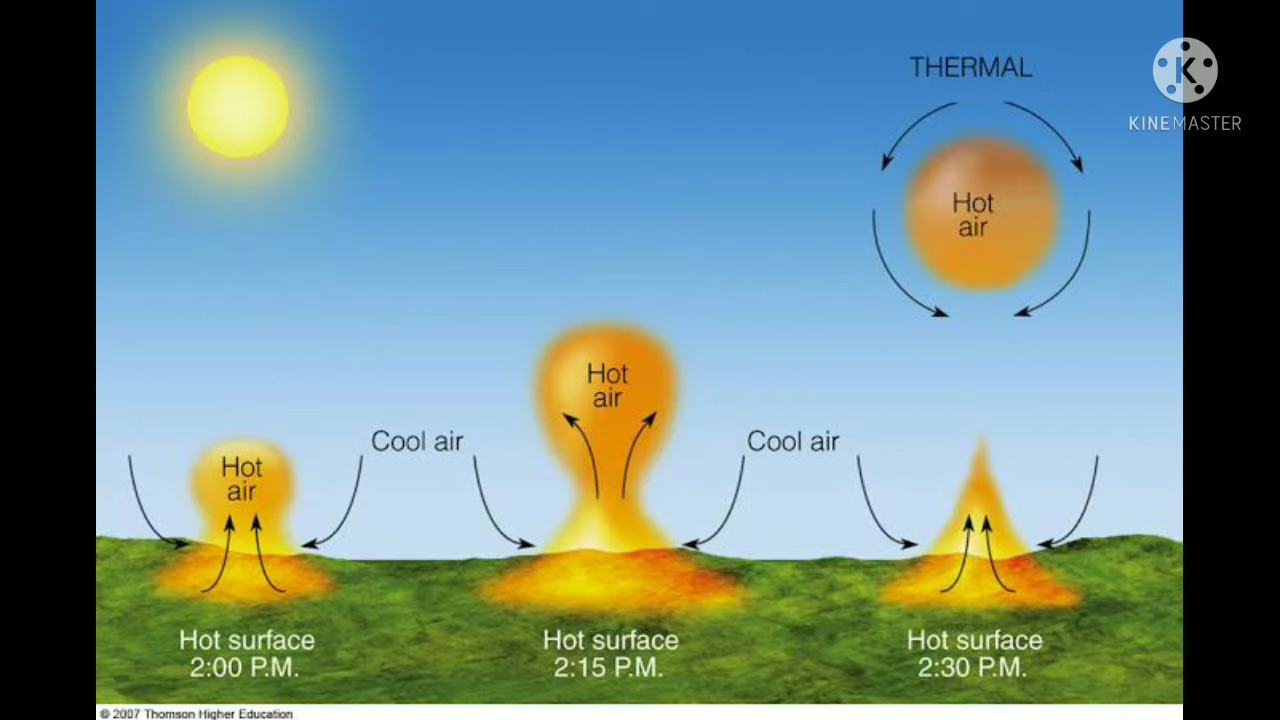 THERMAL
KINEMASTER
Hot
air
Hot
air
Cool air
Cool air
Hot
air
Hot surface
2:00 P.M.
Hot surface
2:15 P.M.
Hot surface
2:30 P.M.
© 2007 Thomson Higher Education